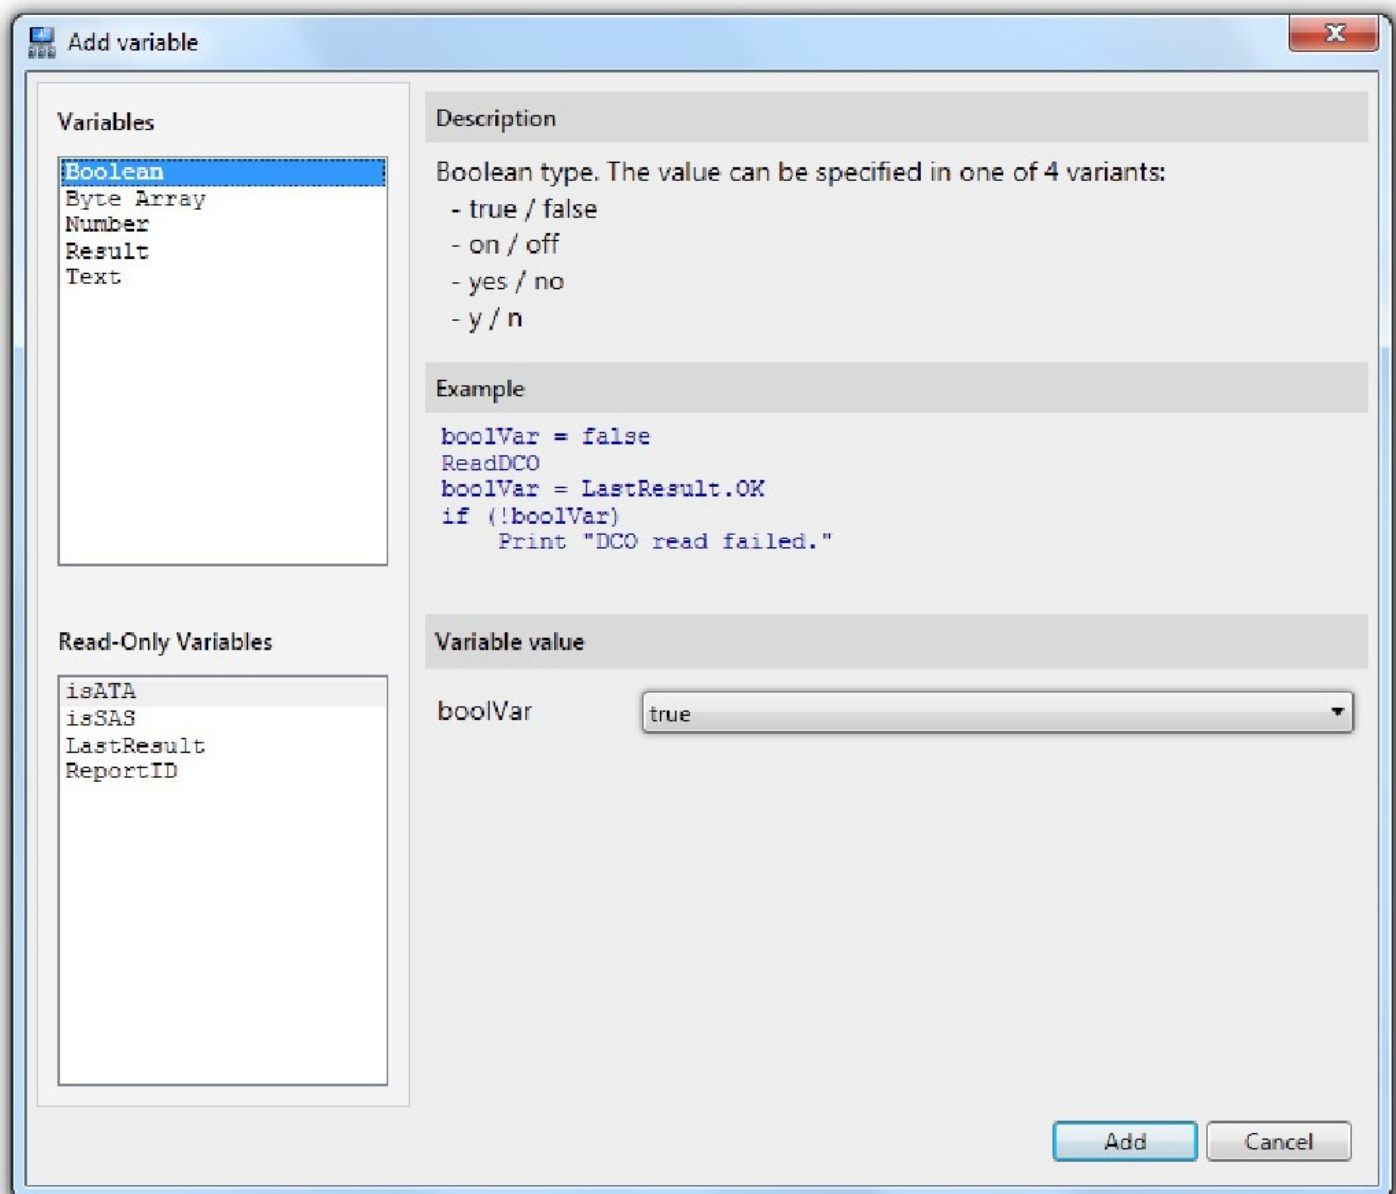 Add variable
Variables
Boolean
Byte Array
Number
Result
Text
Read-Only Variables
isATA
isSAS
LastResult
ReportID
Description
Boolean type. The value can be specified in one of 4 variants:
- true / false
- on / off
- yes / no
- y / n
Example
boolVar = false
ReadDCO
boolVar = LastResult.OK
if (!boolVar)
    Print "DCO read failed."
Variable value
boolVar true
Add Cancel